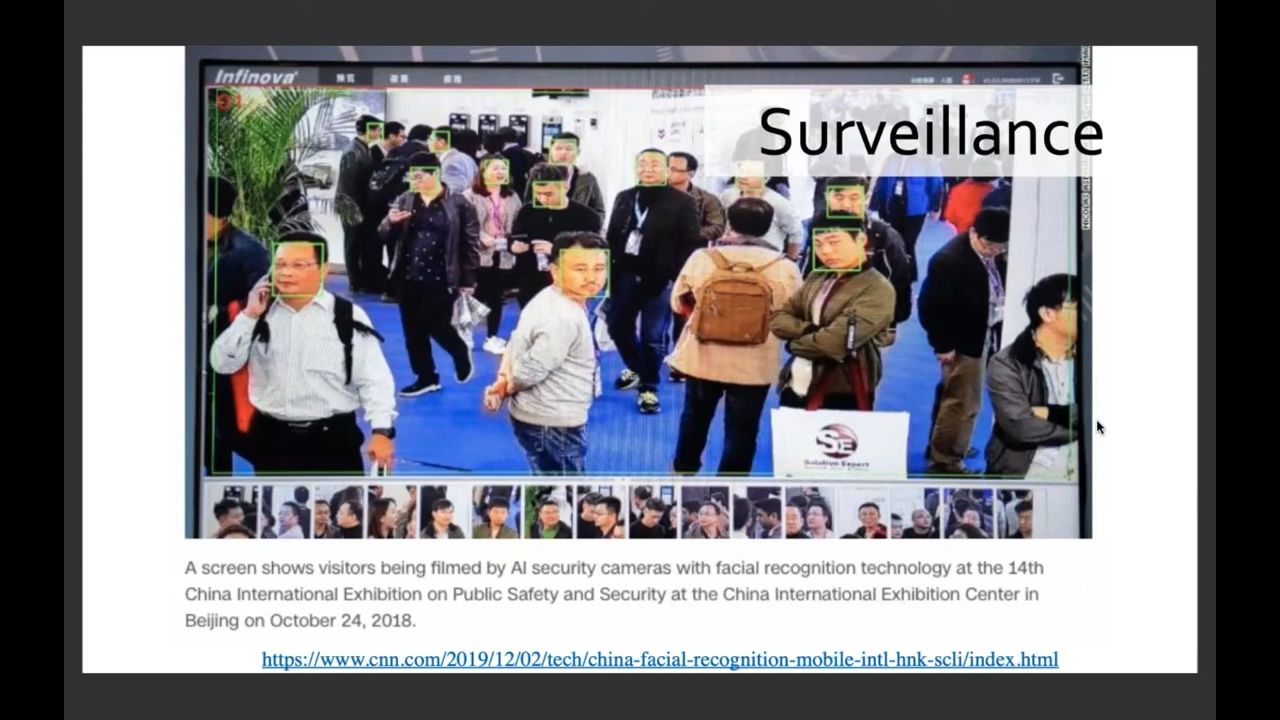 Infinova®
01
Surveillance
SE
Solution Expert
A screen shows visitors being filmed by AI security cameras with facial recognition technology at the 14th
China International Exhibition on Public Safety and Security at the China International Exhibition Center in
Beijing on October 24, 2018.
https://www.cnn.com/2019/12/02/tech/china-facial-recognition-mobile-intl-hnk-scli/index.html